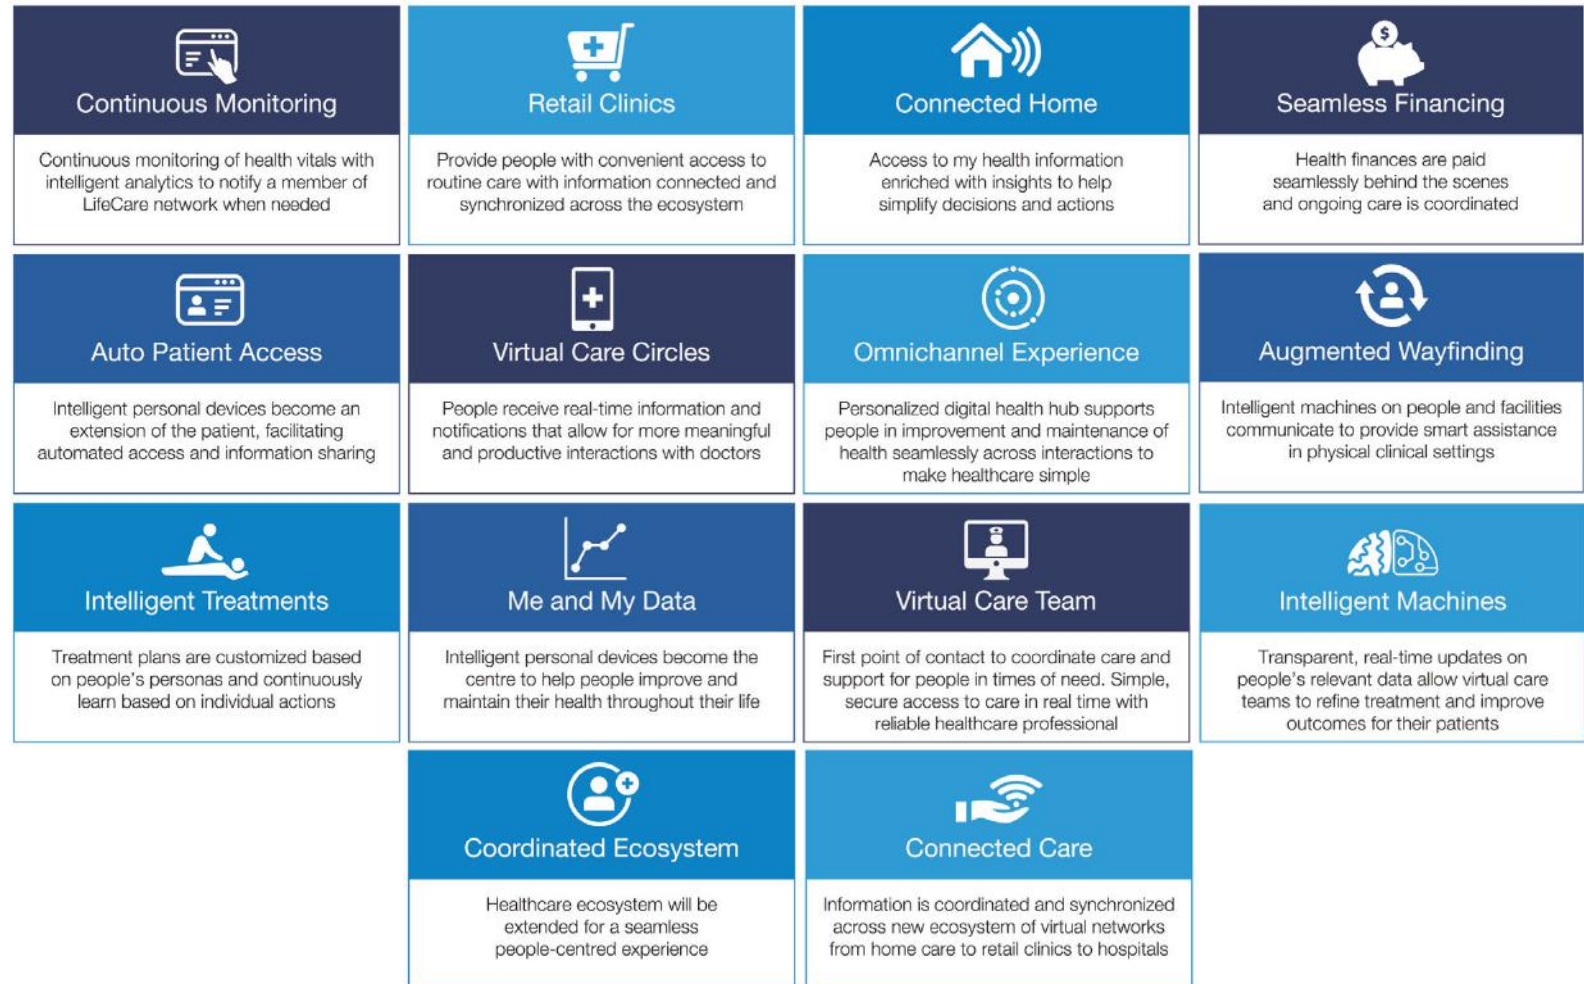 Continuous Monitoring
Continuous monitoring of health vitals with
intelligent analytics to notify a member of
LifeCare network when needed
Retail Clinics
Provide people with convenient access to
routine care with information connected and
synchronized across the ecosystem
Connected Home
Access to my health information
enriched with insights to help
simplify decisions and actions
$
Seamless Financing
Health finances are paid
seamlessly behind the scenes
and ongoing care is coordinated
Auto Patient Access
Intelligent personal devices become an
extension of the patient, facilitating
automated access and information sharing
Virtual Care Circles
People receive real-time information and
notifications that allow for more meaningful
and productive interactions with doctors
Omnichannel Experience
Personalized digital health hub supports
people in improvement and maintenance of
health seamlessly across interactions to
make healthcare simple
Augmented Wayfinding
Intelligent machines on people and facilities
communicate to provide smart assistance
in physical clinical settings
Intelligent Treatments
Treatment plans are customized based
on people's personas and continuously
learn based on individual actions
Me and My Data
Intelligent personal devices become the
centre to help people improve and
maintain their health throughout their life
Virtual Care Team
First point of contact to coordinate care and
support for people in times of need. Simple,
secure access to care in real time with
reliable healthcare professional
Intelligent Machines
Transparent, real-time updates on
people's relevant data allow virtual care
teams to refine treatment and improve
outcomes for their patients
Coordinated Ecosystem
Healthcare ecosystem will be
extended for a seamless
people-centred experience
Connected Care
Information is coordinated and synchronized
across new ecosystem of virtual networks
from home care to retail clinics to hospitals